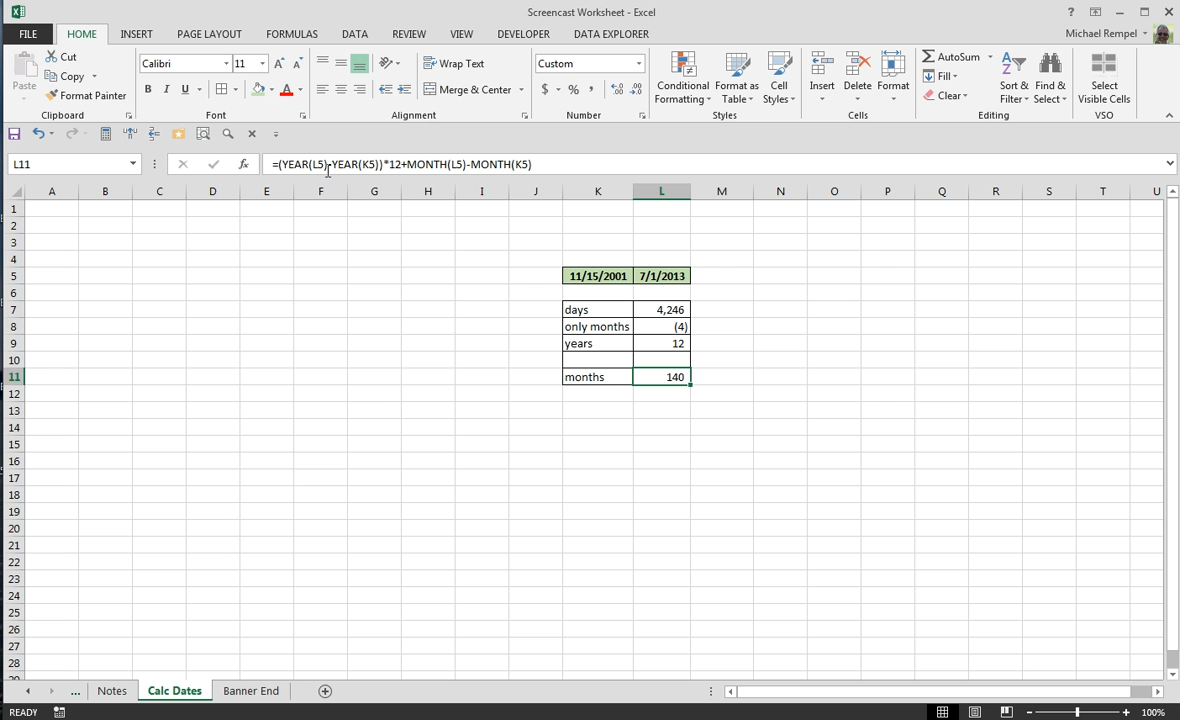 Screencast Worksheet - Excel
?
FILE HOME INSERT PAGE LAYOUT FORMULAS DATA REVIEW VIEW DEVELOPER DATA EXPLORER Michael Rempel
Paste
Cut
Copy
Format Painter
Clipboard
Calibri 11 A A
B I U A
Font
Wrap Text
Merge & Center
Alignment
Custom
$ % , .0 .00 .00 .0
Number
Conditional Formatting
Format as Table
Cell Styles
Styles
Insert Delete Format
Cells
AutoSum
Fill
Clear
Sort & Filter
Find & Select
Editing
Select Visible Cells
VSO
L11 fx =(YEAR(L5)-YEAR(K5))*12+MONTH(L5)-MONTH(K5)
A B C D E F G H I J K L M N O P Q R S T U
1
2
3
4
5 11/15/2001 7/1/2013
6
7 days 4,246
8 only months (4)
9 years 12
10
11 months 140
12
13
14
15
16
17
18
19
20
21
22
23
24
25
26
27
28
... Notes Calc Dates Banner End
READY 100%